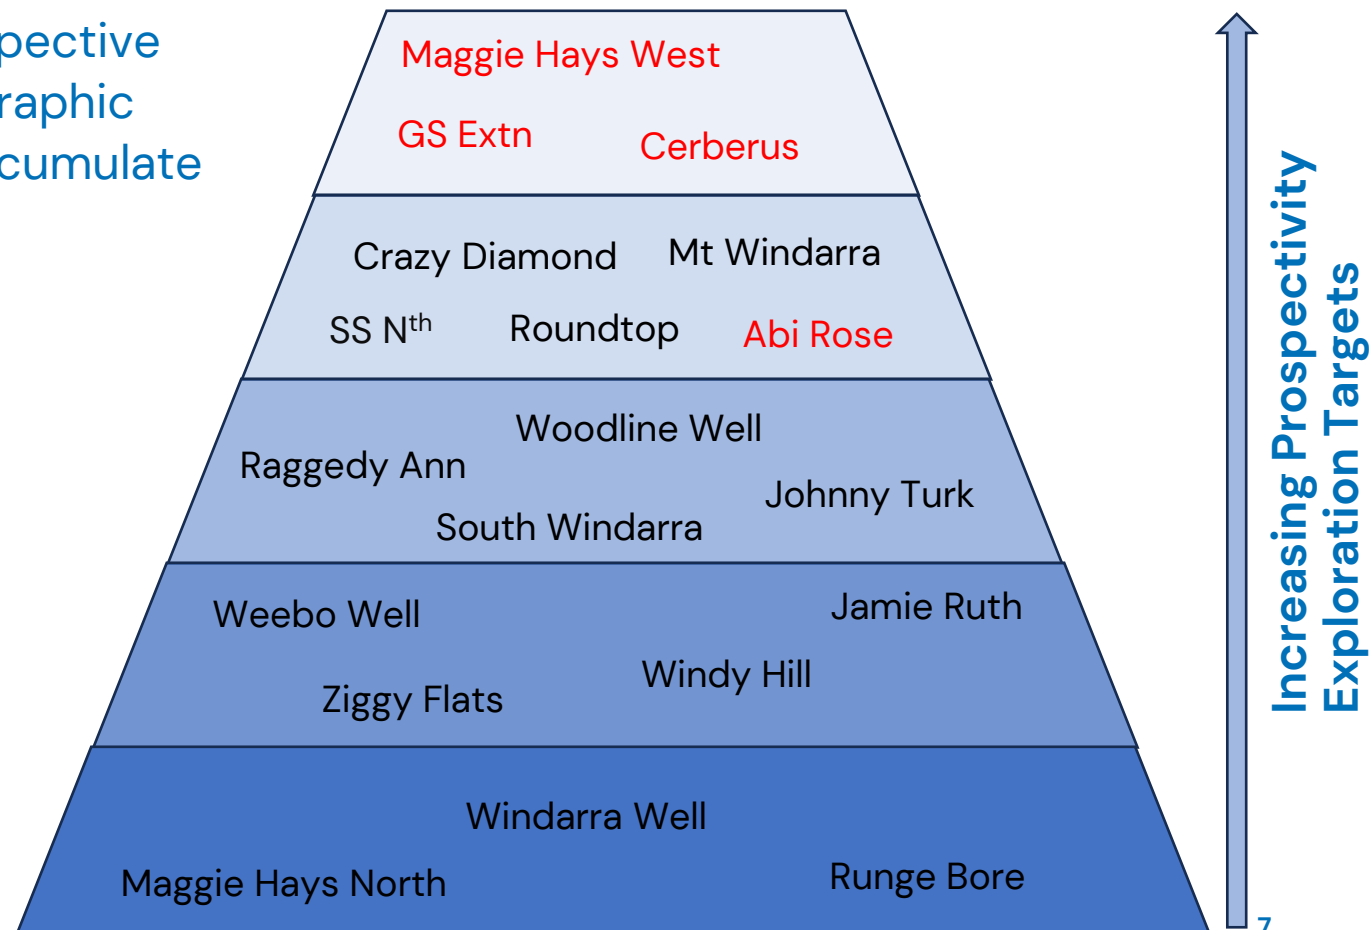 pective
raphic
cumulate
Maggie Hays West
GS Extn
Cerberus
Crazy Diamond
Mt Windarra
SS Nth
Roundtop
Abi Rose
Woodline Well
Raggedy Ann
Johnny Turk
South Windarra
Weebo Well
Jamie Ruth
Windy Hill
Ziggy Flats
Windarra Well
Maggie Hays North
Runge Bore
Increasing Prospectivity
Exploration Targets
7